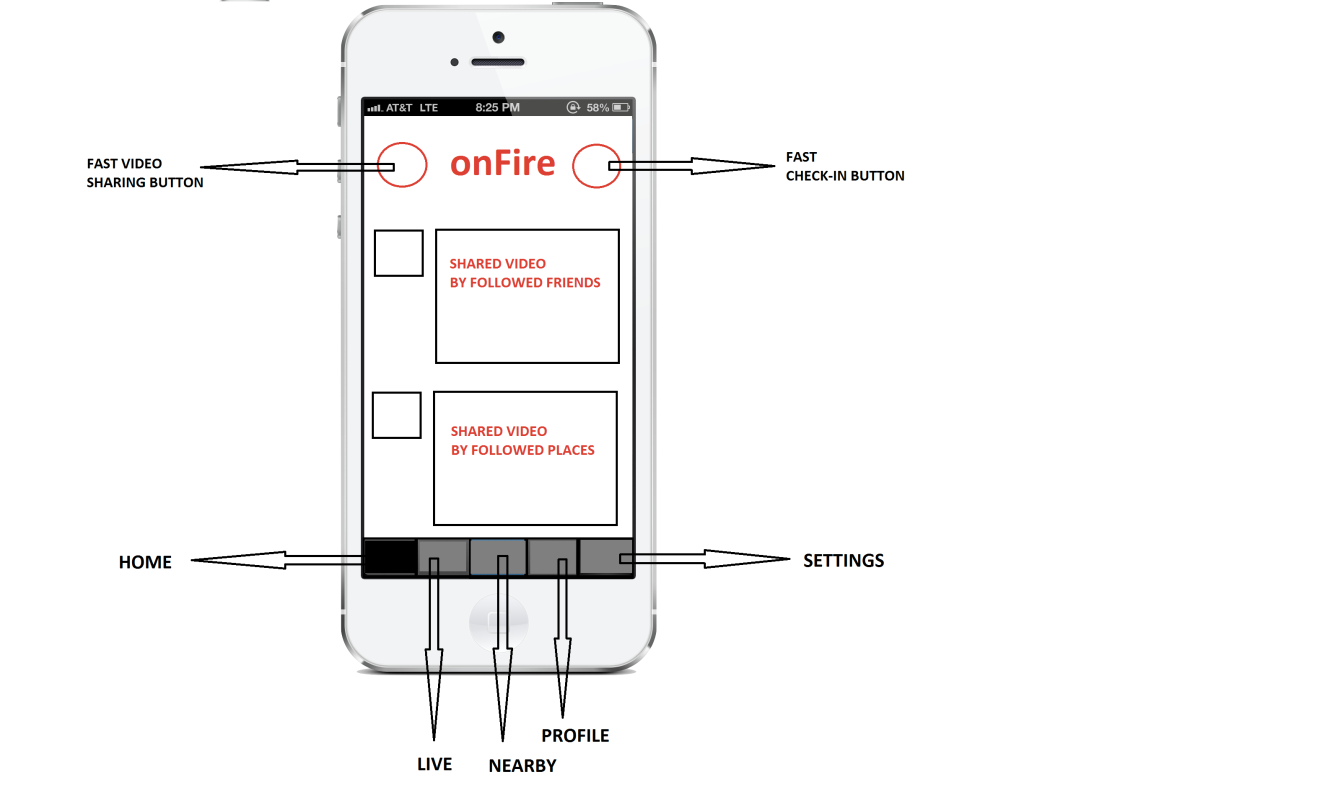 AT&T LTE 8:25 PM 58%
onFire
FAST VIDEO
SHARING BUTTON
FAST
CHECK-IN BUTTON
SHARED VIDEO
BY FOLLOWED FRIENDS
SHARED VIDEO
BY FOLLOWED PLACES
HOME
SETTINGS
PROFILE
LIVE
NEARBY